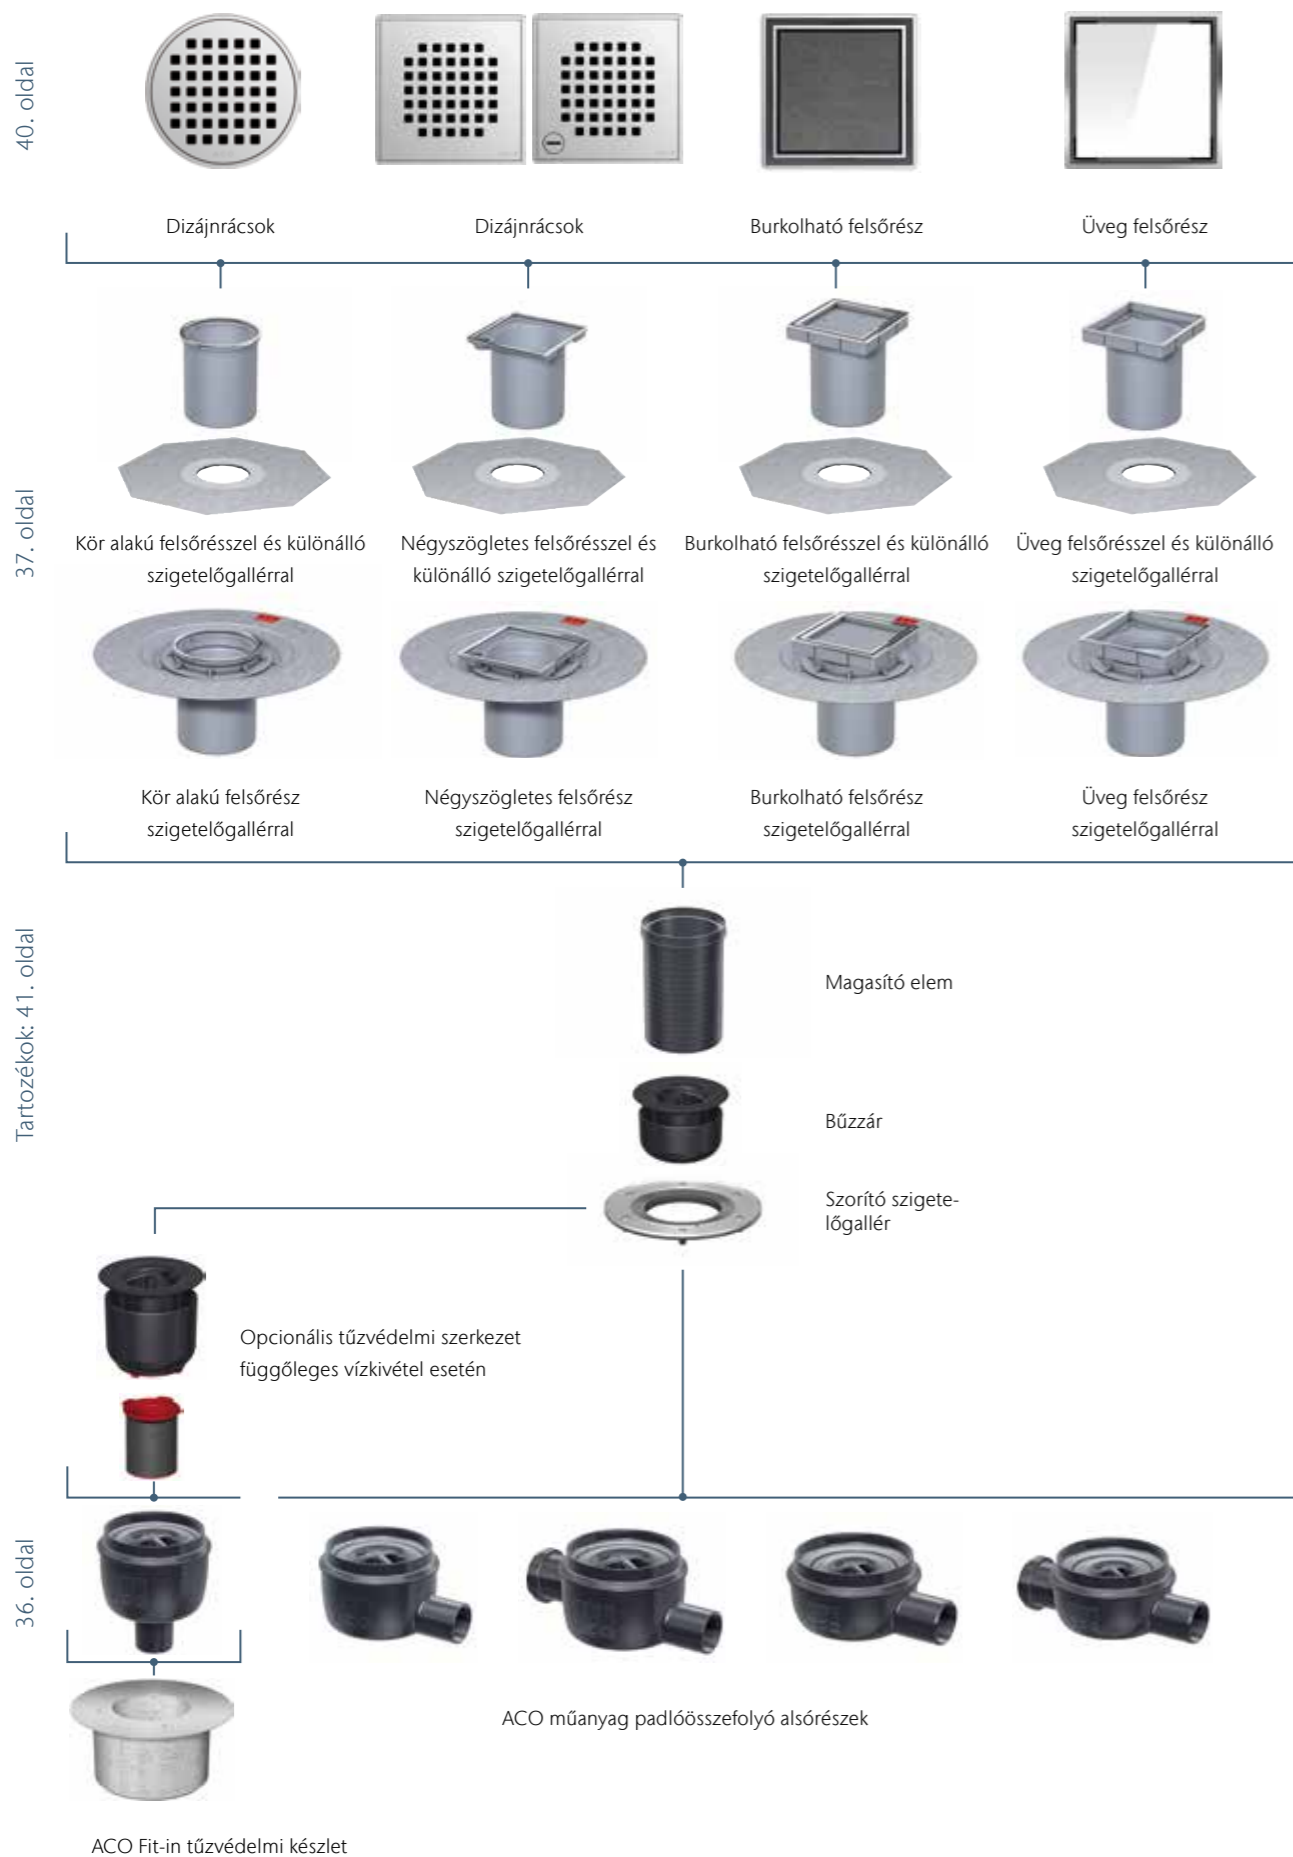 40. oldal
Dizájnrácsok
Dizájnrácsok
Burkolható felsőrész
Üveg felsőrész
37. oldal
Kör alakú felsőrésszel és különálló
szigetelőgallérral
Négyszögletes felsőrésszel és
különálló szigetelőgallérral
Burkolható felsőrésszel és különálló
szigetelőgallérral
Üveg felsőrésszel és különálló
szigetelőgallérral
Kör alakú felsőrész
szigetelőgallérral
Négyszögletes felsőrész
szigetelőgallérral
Burkolható felsőrész
szigetelőgallérral
Üveg felsőrész
szigetelőgallérral
Tartozékok: 41. oldal
Magasító elem
Bűzzár
Szorító szigete-
lőgallér
Opcionális tűzvédelmi szerkezet
függőleges vízkivétel esetén
36. oldal
ACO műanyag padlóösszefolyó alsórészek
ACO Fit-in tűzvédelmi készlet